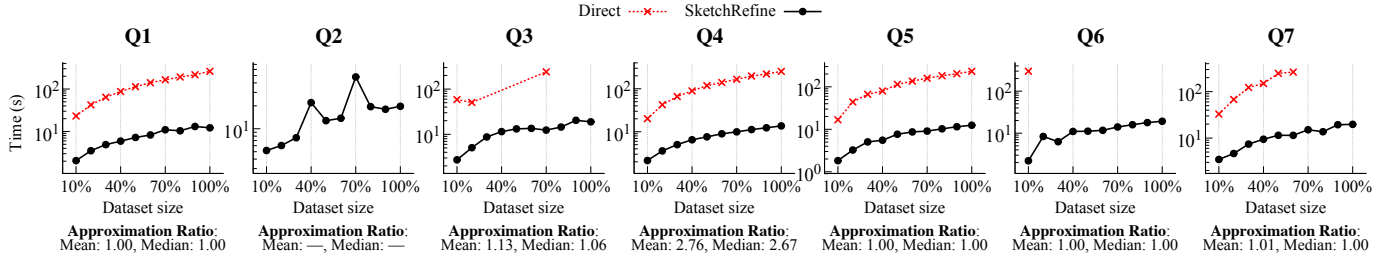 Direct SketchRefine
Q1 Q2 Q3 Q4 Q5 Q6 Q7
Time (s)
10^2 10^1
10^1
10^2 10^1
10^2 10^1
10^2 10^1 10^0
10^2 10^1
10^2 10^1
10% 40% 70% 100% 10% 40% 70% 100% 10% 40% 70% 100% 10% 40% 70% 100% 10% 40% 70% 100% 10% 40% 70% 100% 10% 40% 70% 100%
Dataset size Dataset size Dataset size Dataset size Dataset size Dataset size Dataset size
Approximation Ratio: Approximation Ratio: Approximation Ratio: Approximation Ratio: Approximation Ratio: Approximation Ratio: Approximation Ratio:
Mean: 1.00, Median: 1.00 Mean: —, Median: — Mean: 1.13, Median: 1.06 Mean: 2.76, Median: 2.67 Mean: 1.00, Median: 1.00 Mean: 1.00, Median: 1.00 Mean: 1.01, Median: 1.00